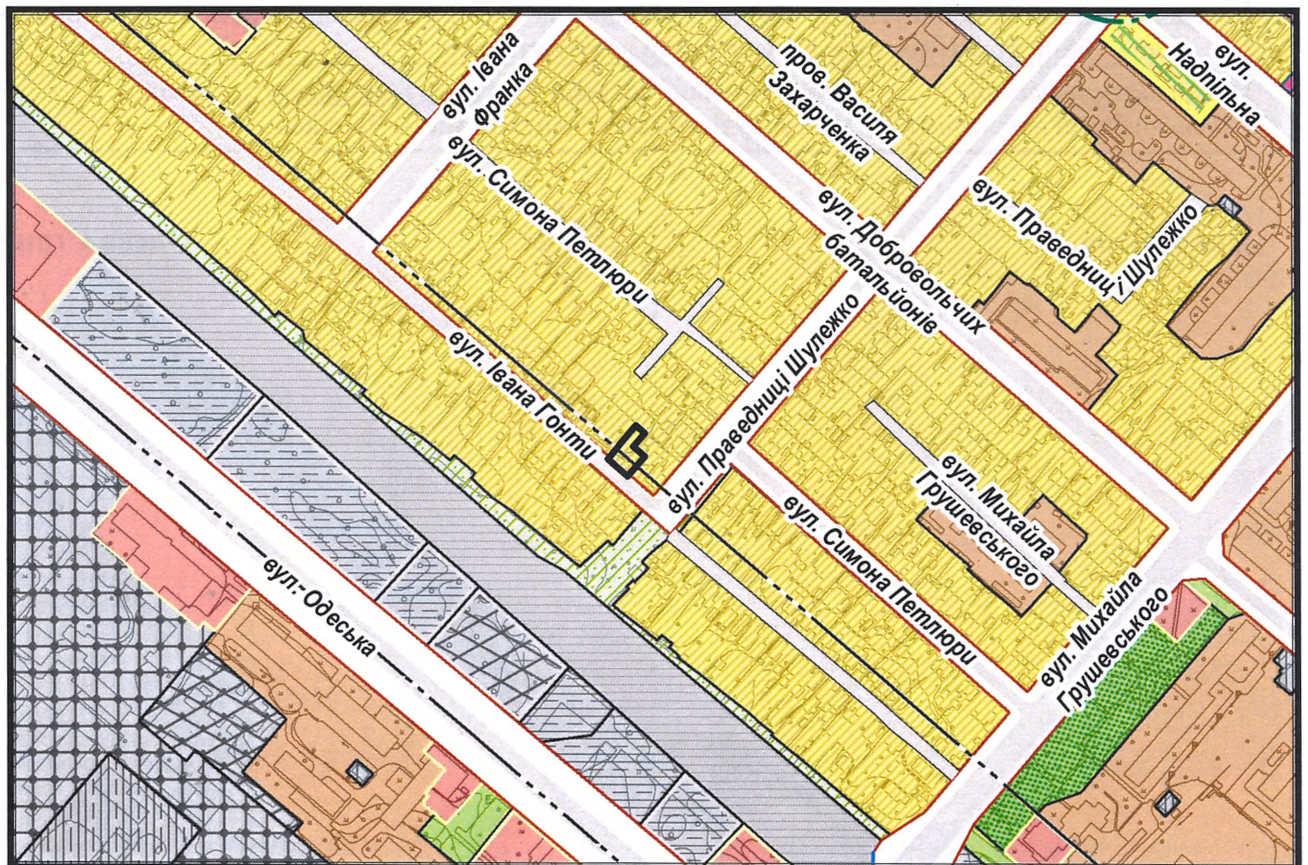 вул. Івана
Франка
пров. Василя
Захарченка
вул.
Надпільна
вул. Симона Петлюри
вул. Добровольчих
батальйонів
вул. Праведниц
і Шулежко
вул. Івана Гонти
вул. Праведниці Шулежко
вул. Михайла
Грушевського
вул. Симона Петлюри
вул. Одеська
вул. Михайла
Грушевського